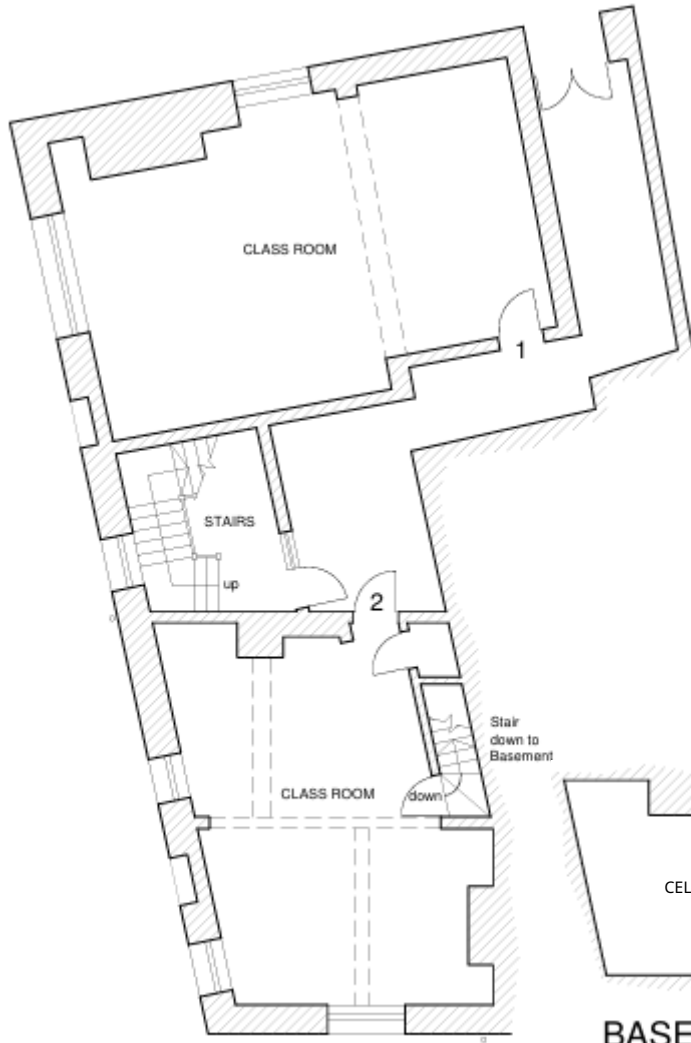 CLASS ROOM
1
STAIRS
up
2
Stair
down to
Basement
CLASS ROOM
down
CEL
BASE